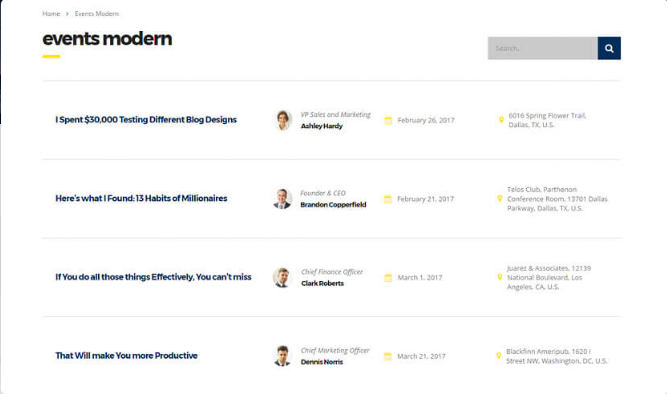 Home > Events Modern
events modern
Search..
I Spent $30,000 Testing Different Blog Designs
VP Sales and Marketing
Ashley Hardy
February 26, 2017
6016 Spring Flower Trail,
Dallas, TX, U.S.
Here's what I Found: 13 Habits of Millionaires
Founder & CEO
Brandon Copperfield
February 21, 2017
Telos Club, Parthenon
Conference Room, 13701 Dallas
Parkway, Dallas, TX, U.S.
If You do all those things Effectively, You can't miss
Chief Finance Officer
Clark Roberts
March 1, 2017
Juarez & Associates, 12139
National Boulevard, Los
Angeles, CA, U.S.
That Will make You more Productive
Chief Marketing Officer
Dennis Norris
March 21, 2017
Blackfinn Ameripub, 1620 I
Street NW, Washington, DC, U.S.